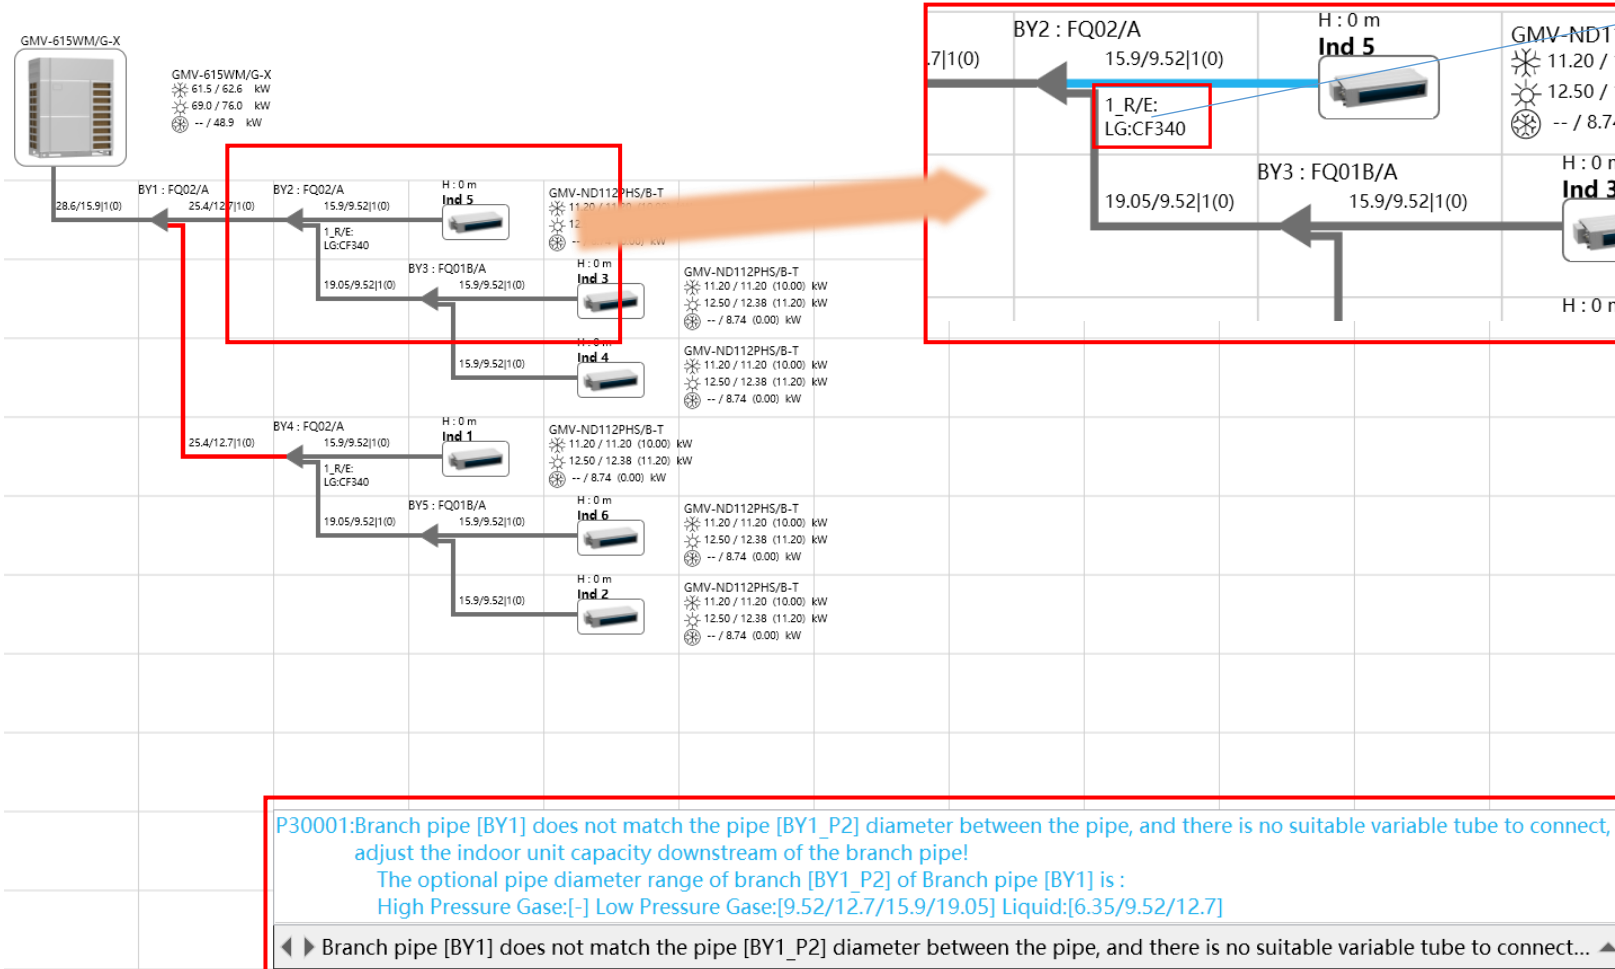 GMV-615WM/G-X
GMV-615WM/G-X
61.5 / 62.6 kW
69.0 / 76.0 kW
-- / 48.9 kW
28.6/15.9|1(0)
BY1 : FQ02/A
25.4/12.7|1(0)
BY2 : FQ02/A
15.9/9.52|1(0)
1_R/E:
LG:CF340
H : 0 m
Ind 5
GMV-ND112PHS/B-T
kW
19.05/9.52|1(0)
BY3 : FQ01B/A
15.9/9.52|1(0)
H : 0 m
Ind 3
GMV-ND112PHS/B-T
11.20 / 11.20 (10.00) kW
12.50 / 12.38 (11.20) kW
-- / 8.74 (0.00) kW
15.9/9.52|1(0)
H : 0 m
Ind 4
GMV-ND112PHS/B-T
11.20 / 11.20 (10.00) kW
12.50 / 12.38 (11.20) kW
-- / 8.74 (0.00) kW
25.4/12.7|1(0)
BY4 : FQ02/A
15.9/9.52|1(0)
1_R/E:
LG:CF340
H : 0 m
Ind 1
GMV-ND112PHS/B-T
11.20 / 11.20 (10.00) kW
12.50 / 12.38 (11.20) kW
-- / 8.74 (0.00) kW
19.05/9.52|1(0)
BY5 : FQ01B/A
15.9/9.52|1(0)
H : 0 m
Ind 6
GMV-ND112PHS/B-T
11.20 / 11.20 (10.00) kW
12.50 / 12.38 (11.20) kW
-- / 8.74 (0.00) kW
15.9/9.52|1(0)
H : 0 m
Ind 2
GMV-ND112PHS/B-T
11.20 / 11.20 (10.00) kW
12.50 / 12.38 (11.20) kW
-- / 8.74 (0.00) kW
.7|1(0)
BY2 : FQ02/A
15.9/9.52|1(0)
1_R/E:
LG:CF340
H : 0 m
Ind 5
GMV-ND1
11.20 /
12.50 /
-- / 8.74
19.05/9.52|1(0)
BY3 : FQ01B/A
15.9/9.52|1(0)
H : 0 m
Ind 3
H : 0 m
P30001:Branch pipe [BY1] does not match the pipe [BY1_P2] diameter between the pipe, and there is no suitable variable tube to connect,
adjust the indoor unit capacity downstream of the branch pipe!
The optional pipe diameter range of branch [BY1_P2] of Branch pipe [BY1] is :
High Pressure Gase:[-] Low Pressure Gase:[9.52/12.7/15.9/19.05] Liquid:[6.35/9.52/12.7]
Branch pipe [BY1] does not match the pipe [BY1_P2] diameter between the pipe, and there is no suitable variable tube to connect...